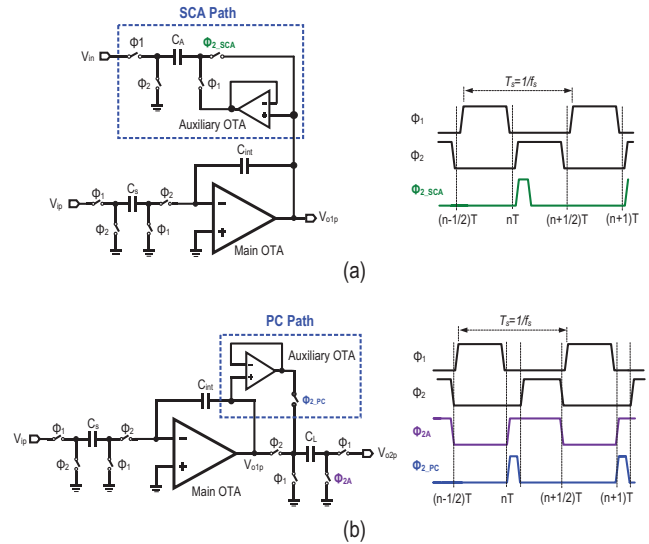 SCA Path
Vin
Φ1
CA
Φ2_SCA
Φ2
Φ1
Auxiliary OTA
Cint
Vip
Φ1
Cs
Φ2
Φ2
Φ1
Main OTA
Vo1p
Ts=1/fs
Φ1
Φ2
Φ2_SCA
(n-1/2)T
nT
(n+1/2)T
(n+1)T
(a)
PC Path
Auxiliary OTA
Cint
Φ2_PC
Vip
Φ1
Cs
Φ2
Φ2
Φ1
Main OTA
Vo1p
Φ2
CL
Φ1
Vo2p
Φ1
Φ2A
Ts=1/fs
Φ1
Φ2
Φ2A
Φ2_PC
(n-1/2)T
nT
(n+1/2)T
(n+1)T
(b)